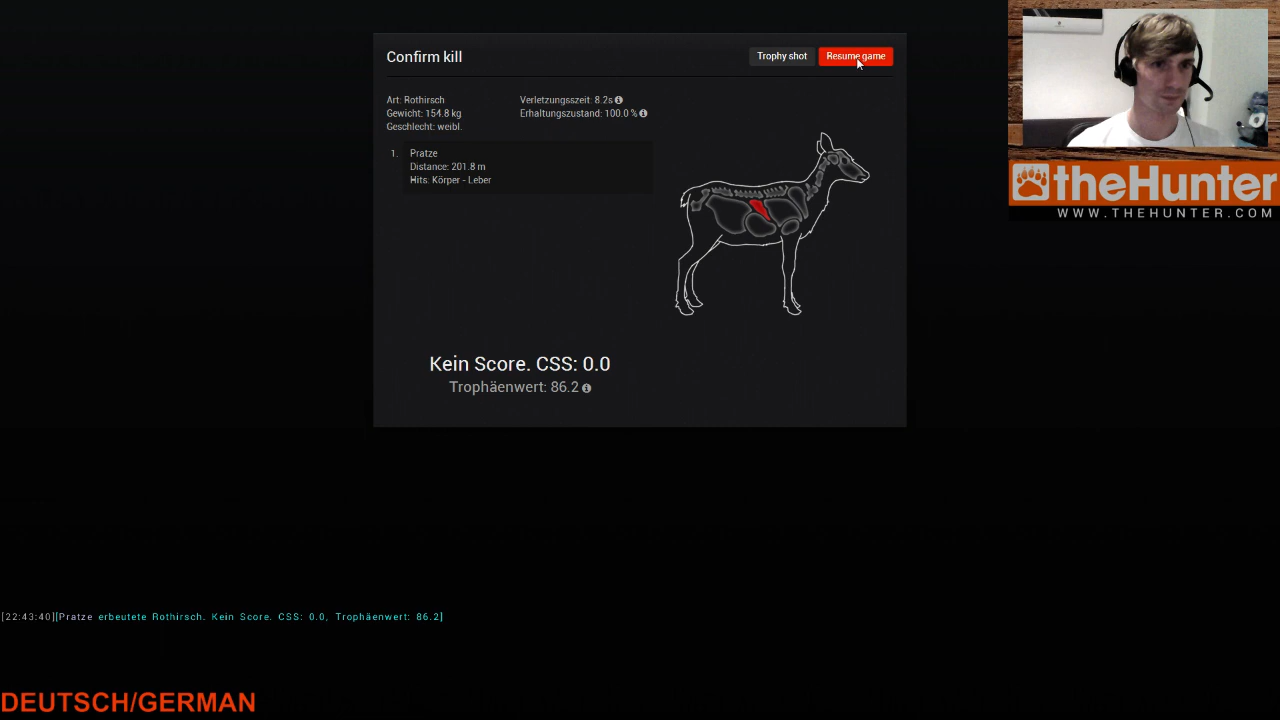 Confirm kill
Trophy shot
Resume game
Art: Rothirsch
Gewicht: 154.8 kg
Geschlecht: weibl.
Verletzungsszeit: 8.2s
Erhaltungszustand: 100.0 %
1. Pratze
Distance: 201.8 m
Hits: Körper - Leber
Kein Score. CSS: 0.0
Trophäenwert: 86.2
theHunter
WWW.THEHUNTER.COM
[22:43:40][Pratze erbeutete Rothirsch. Kein Score. CSS: 0.0, Trophäenwert: 86.2]
DEUTSCH/GERMAN